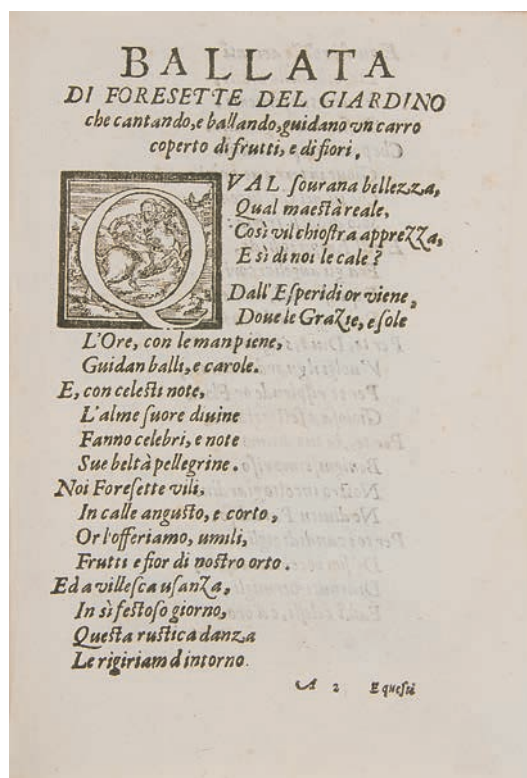 BALLATA
DI FORESETTE DEL GIARDINO
che cantando, e ballando, guidano vn carro
coperto di frutti, e di fiori,
QVAL sourana bellezza,
Qual maestà reale,
Così vil chiostra apprezza,
E sì di noi le cale?
Dall'Esperidi or viene,
Doue le Grazie, e sole
L'Ore, con le man piene,
Guidan balli, e carole.
E, con celesti note,
L'alme suore diuine
Fanno celebri, e note
Sue beltà pellegrine.
Noi Foresette vili,
In calle angusto, e corto,
Or l'offeriamo, umili,
Frutti e fior di nostro orto.
Ed a villesca usanza,
In sì festoso giorno,
Questa rustica danza
Le rigiriam d'intorno.
A 2 E questi